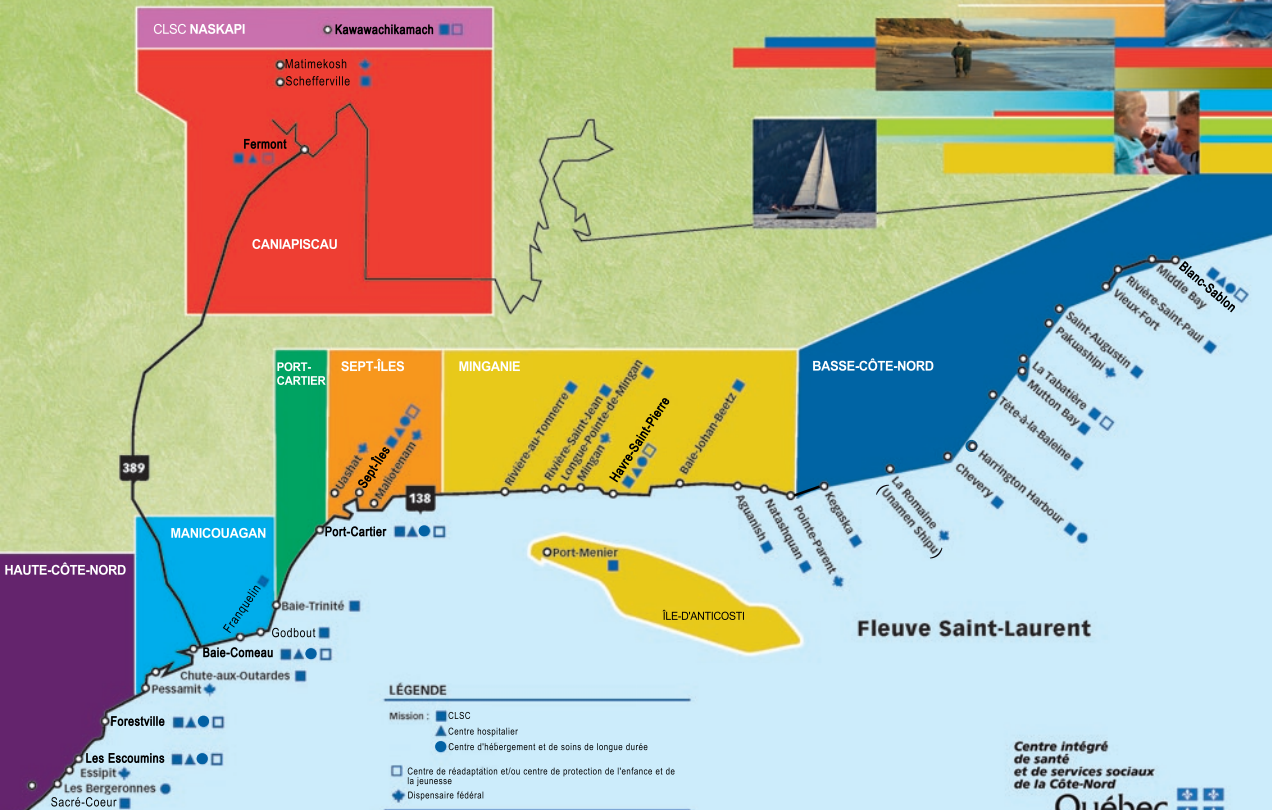 CLSC NASKAPI
Kawawachikamach
Matimekosh
Schefferville
Fermont
CANIAPISCAU
389
PORT-
CARTIER
SEPT-ÎLES
MINGANIE
BASSE-CÔTE-NORD
Uashat
Sept-Îles
Maliotenam
138
Rivière-au-Tonnerre
Rivière-Saint-Jean
Longue-Pointe-de-Mingan
Mingan
Havre-Saint-Pierre
Baie-Johan-Beetz
Aguanish
Natashquan
Pointe-Parent
Kegaska
La Romaine
(Unamen Shipu)
Chevery
Harrington Harbour
Tête-à-la-Baleine
Mutton Bay
La Tabatière
Pakuashipi
Saint-Augustin
Vieux-Fort
Rivière-Saint-Paul
Middle Bay
Blanc-Sablon
Port-Cartier
MANICOUAGAN
HAUTE-CÔTE-NORD
Port-Menier
ÎLE-D'ANTICOSTI
Fleuve Saint-Laurent
Franquelin
Baie-Trinité
Godbout
Baie-Comeau
Chute-aux-Outardes
Pessamit
Forestville
Les Escoumins
Essipit
Les Bergeronnes
Sacré-Coeur
LÉGENDE
Mission :
CLSC
Centre hospitalier
Centre d'hébergement et de soins de longue durée
Centre de réadaptation et/ou centre de protection de l'enfance et de
la jeunesse
Dispensaire fédéral
Centre intégré
de santé
et de services sociaux
de la Côte-Nord
Québec